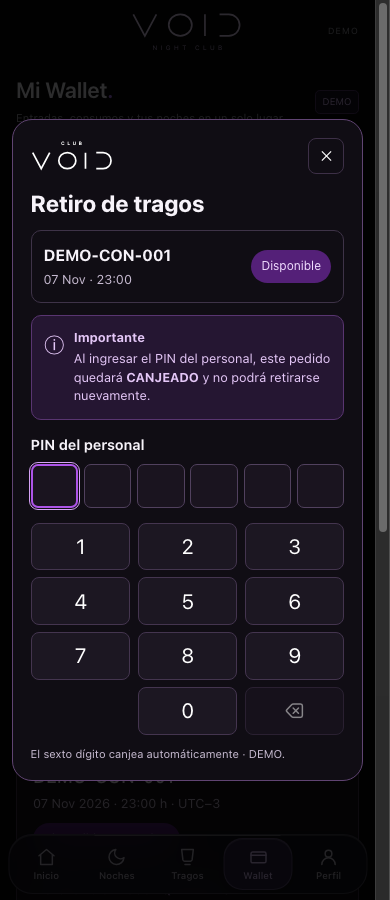 VOID
NIGHT CLUB
DEMO
Mi Wallet.
DEMO
Entradas, consumos y tus noches en un solo lugar.
CLUB
VOID
Retiro de tragos
DEMO-CON-001
07 Nov · 23:00
Disponible
Importante
Al ingresar el PIN del personal, este pedido
quedará CANJEADO y no podrá retirarse
nuevamente.
PIN del personal
1 2 3
4 5 6
7 8 9
0
El sexto dígito canjea automáticamente · DEMO.
DEMO-CON-001
07 Nov 2026 · 23:00 h · UTC−3
Inicio Noches Tragos Wallet Perfil